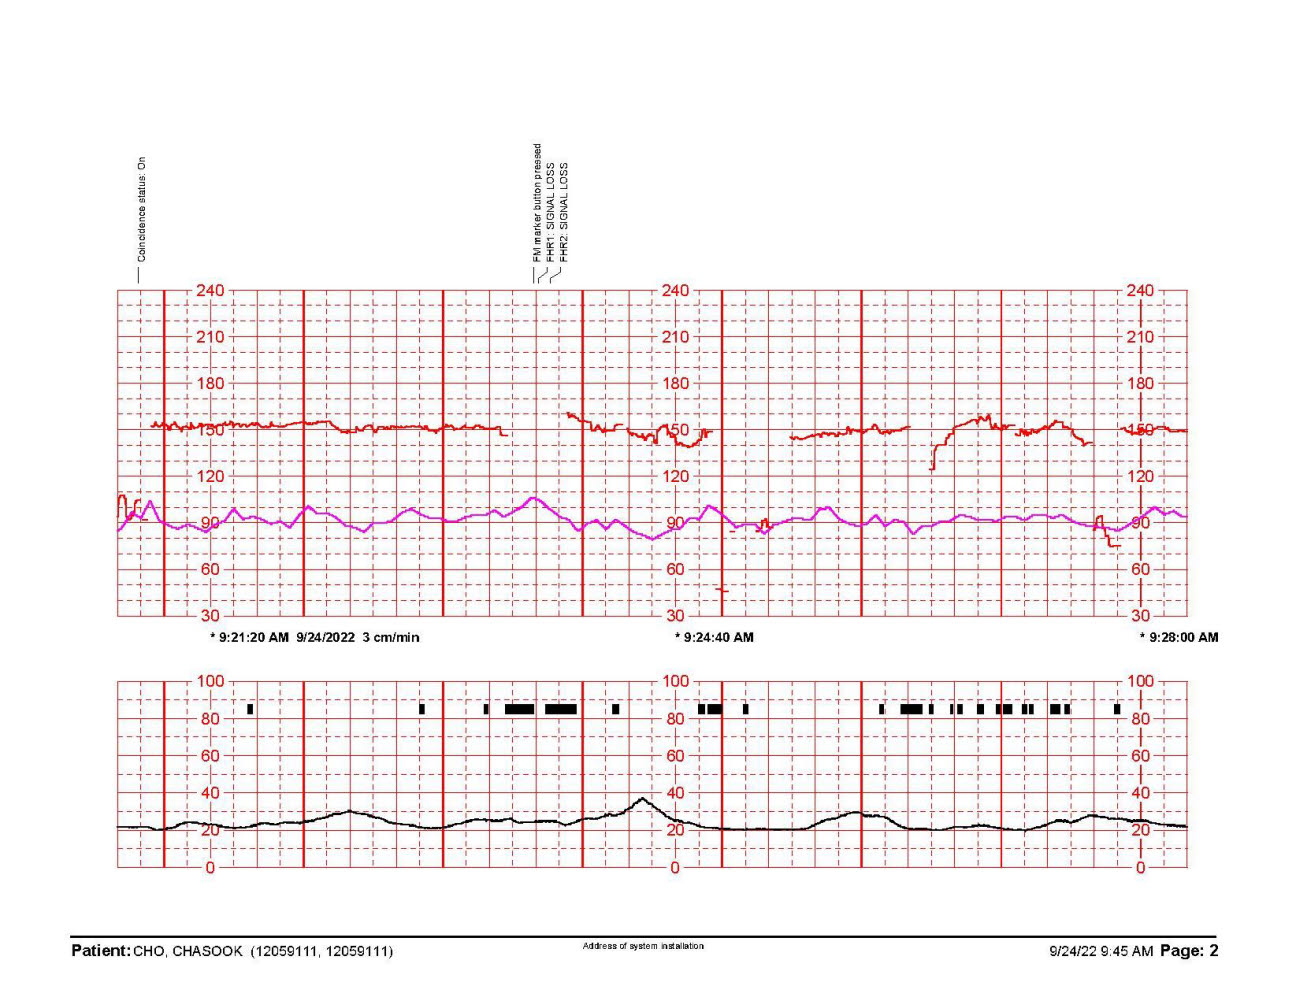 Coincidence status: On
FM marker button pressed
FHR1: SIGNAL LOSS
FHR2: SIGNAL LOSS
240 240 240
210 210 210
180 180 180
150 150 150
120 120 120
90 90 90
60 60 60
30 30 30
* 9:21:20 AM 9/24/2022 3 cm/min * 9:24:40 AM * 9:28:00 AM
100 100 100
80 80 80
60 60 60
40 40 40
20 20 20
0 0 0
Patient: CHO, CHASOOK (12059111, 12059111) Address of system installation 9/24/22 9:45 AM Page: 2